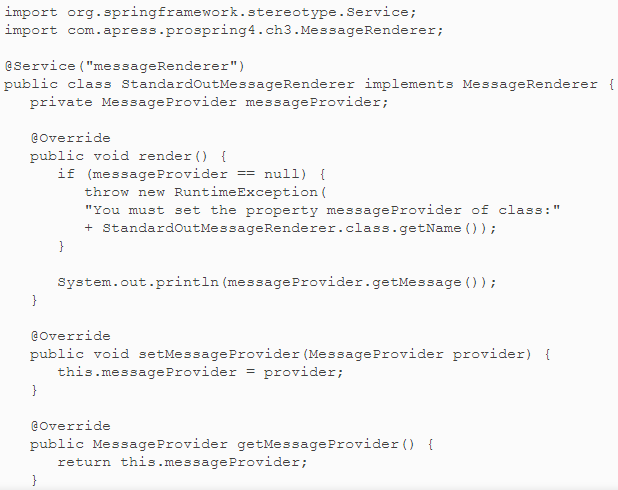 import org.springframework.stereotype.Service;
import com.apress.prospring4.ch3.MessageRenderer;

@Service("messageRenderer")
public class StandardOutMessageRenderer implements MessageRenderer {
   private MessageProvider messageProvider;

   @Override
   public void render() {
      if (messageProvider == null) {
         throw new RuntimeException(
         "You must set the property messageProvider of class:"
         + StandardOutMessageRenderer.class.getName());
      }

      System.out.println(messageProvider.getMessage());
   }

   @Override
   public void setMessageProvider(MessageProvider provider) {
      this.messageProvider = provider;
   }

   @Override
   public MessageProvider getMessageProvider() {
      return this.messageProvider;
   }